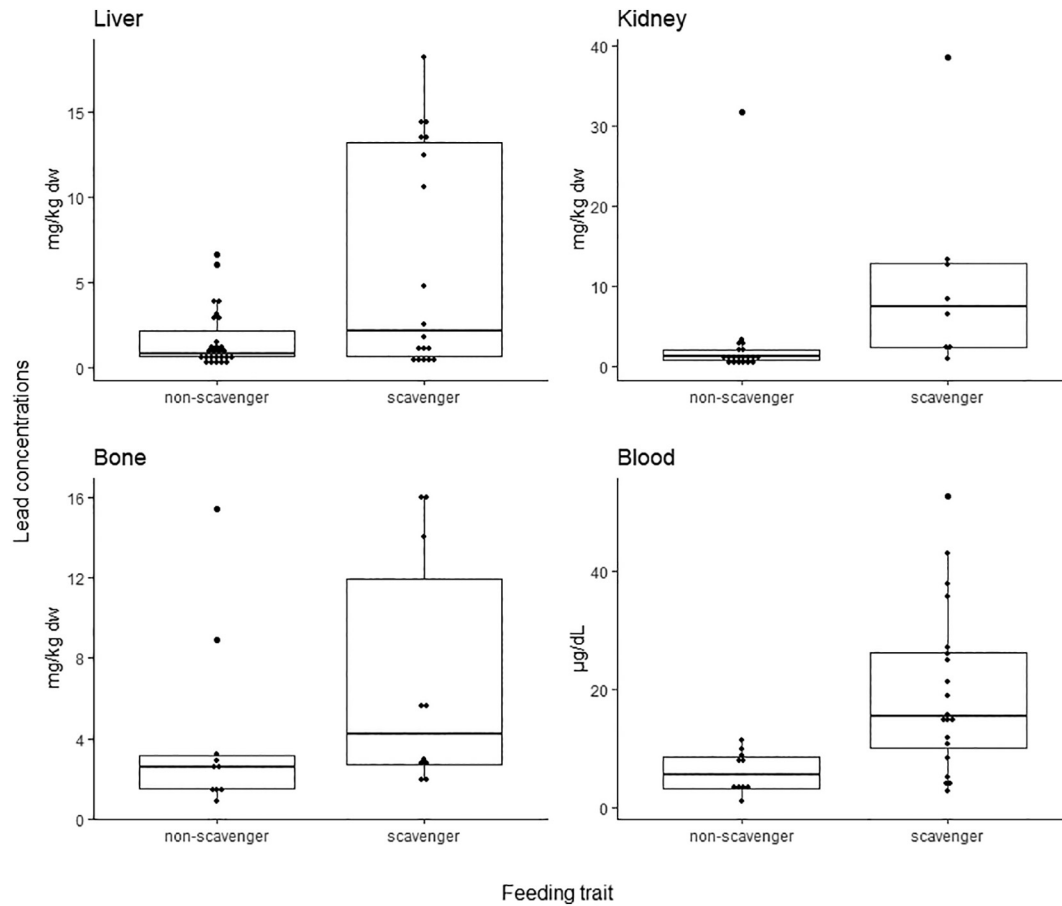 Liver
Kidney
mg/kg dw
15
10
5
0
non-scavenger
scavenger
mg/kg dw
40
30
20
10
0
non-scavenger
scavenger
Lead concentrations
Bone
Blood
mg/kg dw
16
12
8
4
0
non-scavenger
scavenger
µg/dL
40
20
0
non-scavenger
scavenger
Feeding trait